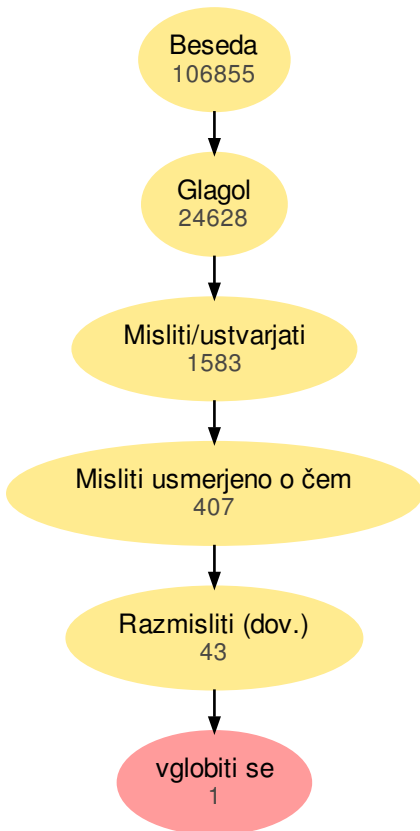 Beseda
106855
Glagol
24628
Misliti/ustvarjati
1583
Misliti usmerjeno o čem
407
Razmisliti (dov.)
43
vglobiti se
1